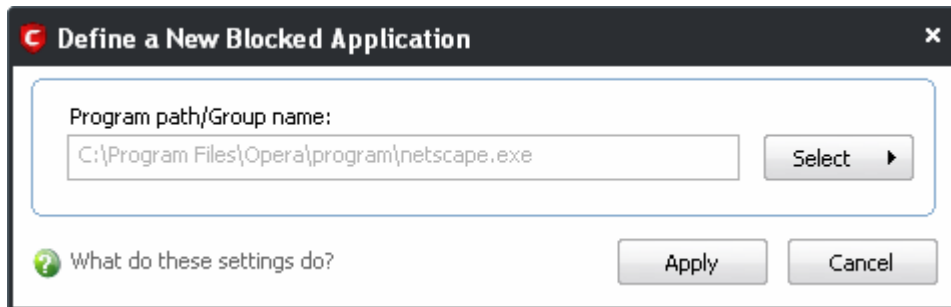 Define a New Blocked Application
Program path/Group name:
C:\Program Files\Opera\program\netscape.exe
Select
What do these settings do?
Apply
Cancel